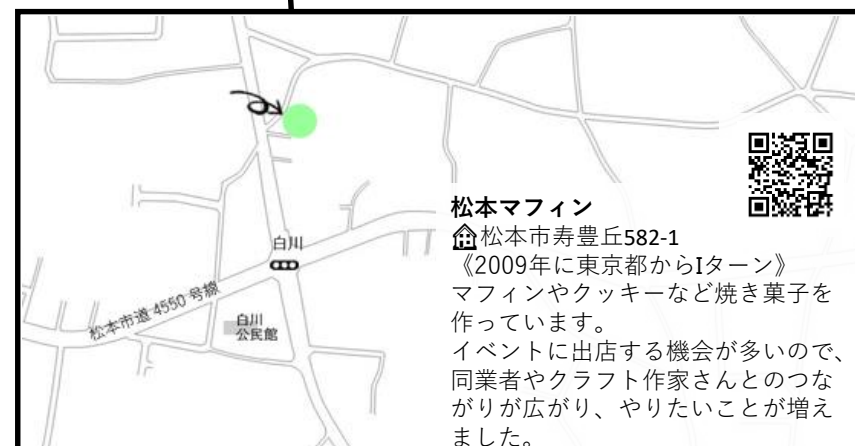 白川
松本市道 4550 号線
白川
公民館
松本マフィン
松本市寿豊丘582-1
《2009年に東京都からIターン》
マフィンやクッキーなど焼き菓子を
作っています。
イベントに出店する機会が多いので、
同業者やクラフト作家さんとのつな
がりが広がり、やりたいことが増え
ました。